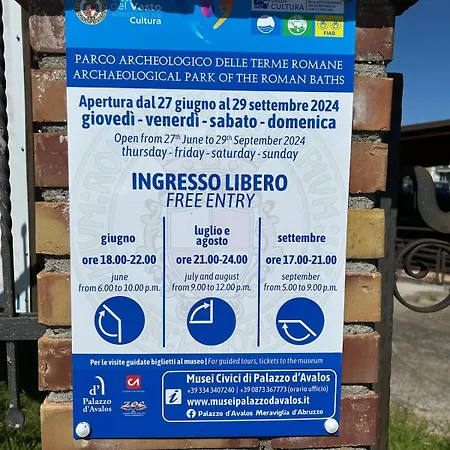 del Vasto
Cultura
CULTURA
FIAB
PARCO ARCHEOLOGICO DELLE TERME ROMANE
ARCHAEOLOGICAL PARK OF THE ROMAN BATHS
Apertura dal 27 giugno al 29 settembre 2024
giovedì - venerdì - sabato - domenica
Open from 27th June to 29th September 2024
thursday - friday - saturday - sunday
INGRESSO LIBERO
FREE ENTRY
giugno
ore 18.00-22.00
june
from 6.00 to 10.00 p.m.
luglio e
agosto
ore 21.00-24.00
july and august
from 9.00 to 12.00 p.m.
settembre
ore 17.00-21.00
september
from 5.00 to 9.00 p.m.
Per le visite guidate biglietti al museo | For guided tours, tickets to the museum
Palazzo
d'Avalos
Musei Civici di Palazzo d'Avalos
+39 334 3407240 | +39 0873 367773 (orario ufficio)
www.museipalazzodavalos.it
Palazzo d'Avalos Meraviglia d'Abruzzo